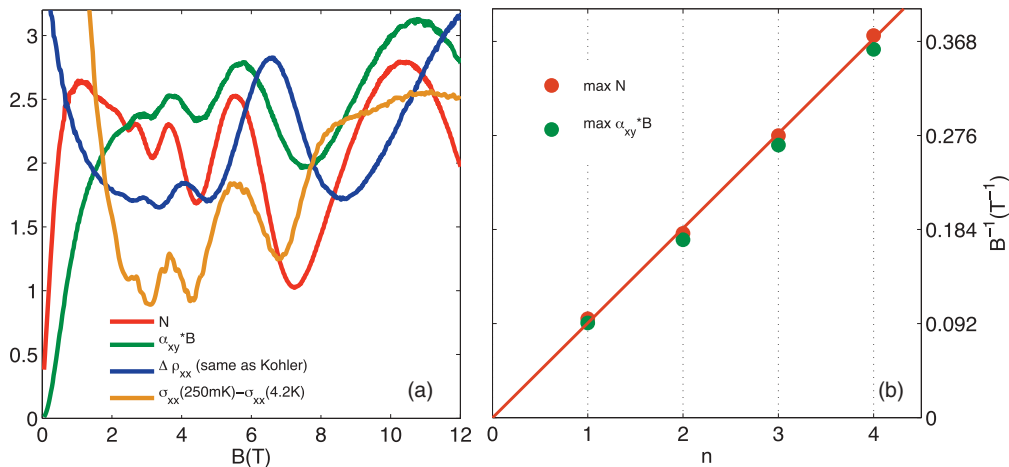 3
2.5
2
1.5
1
0.5
0
0
2
4
6
8
10
12
B(T)
N
α_xy*B
Δ ρ_xx (same as Kohler)
σ_xx(250mK)−σ_xx(4.2K)
(a)
(b)
max N
max α_xy*B
0.368
0.276
0.184
0.092
0
B⁻¹(T⁻¹)
0
1
2
3
4
n